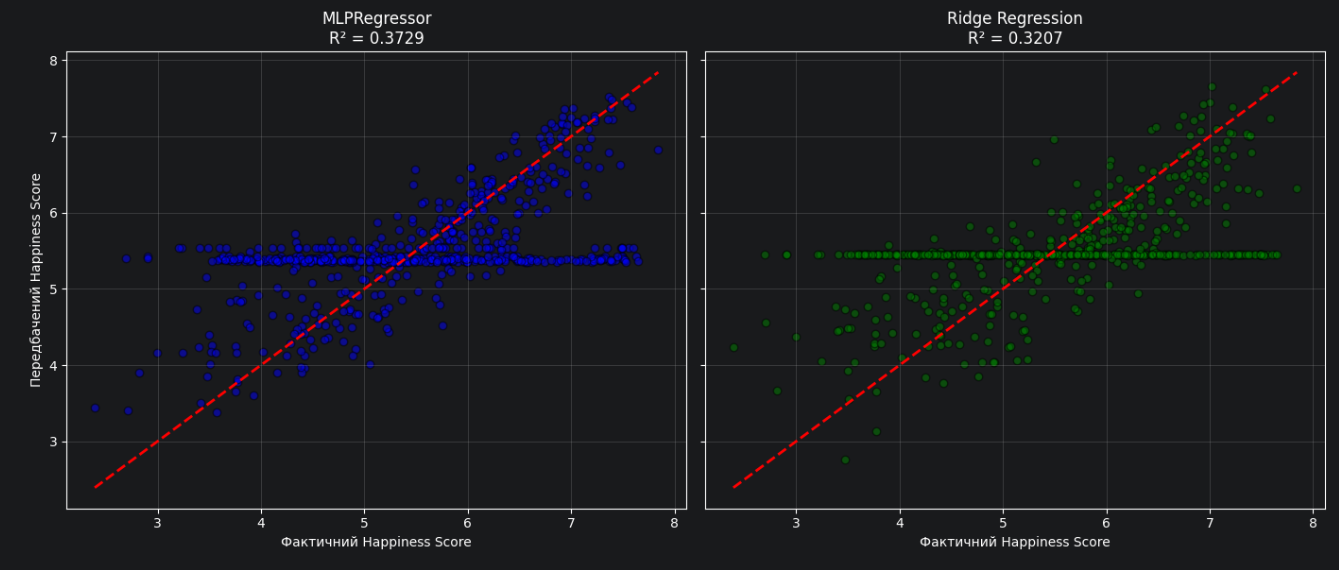 MLPRegressor
R² = 0.3729
Ridge Regression
R² = 0.3207
Передбачений Happiness Score
8
7
6
5
4
3
3 4 5 6 7 8
3 4 5 6 7 8
Фактичний Happiness Score
Фактичний Happiness Score